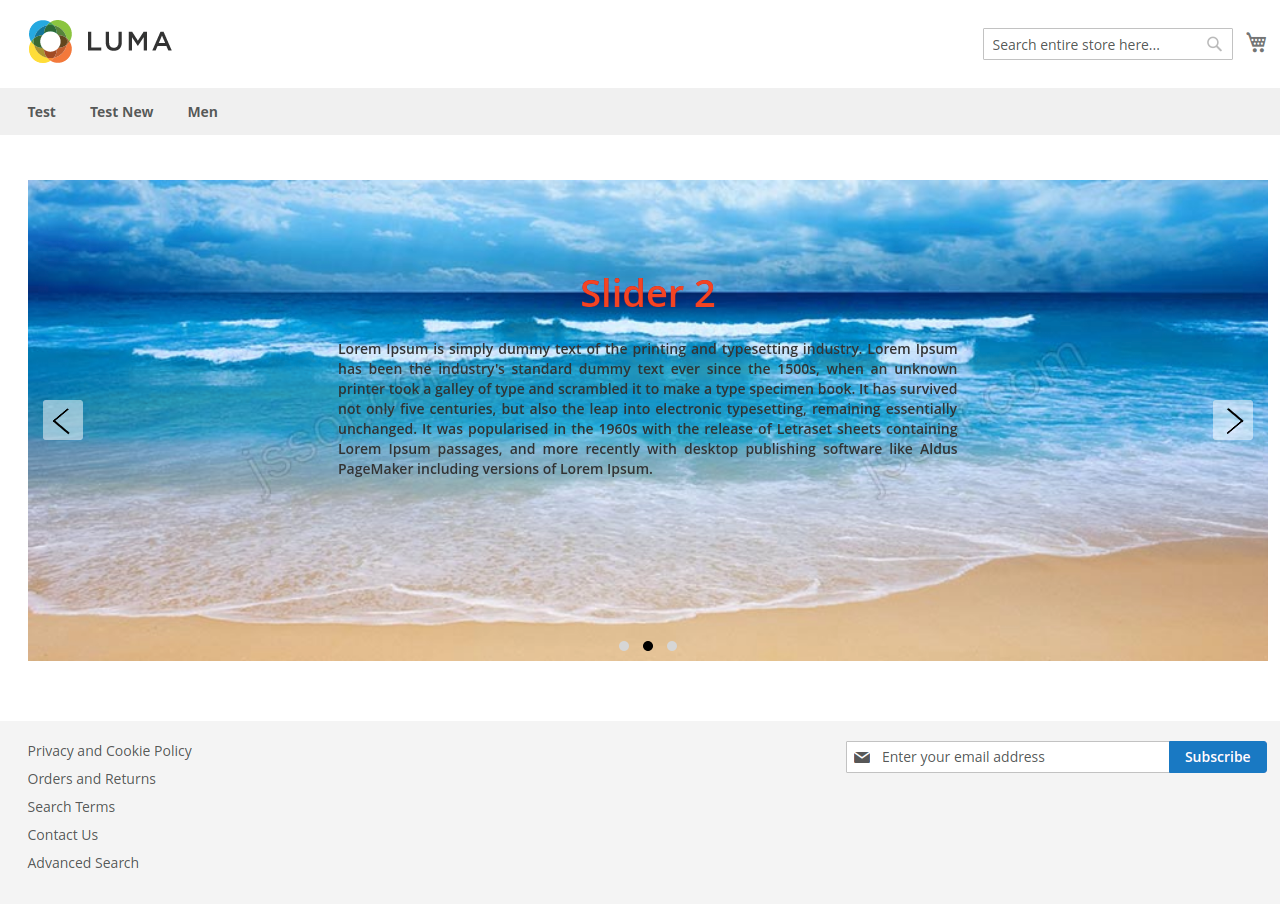 LUMA
Search entire store here...
Test
Test New
Men
Slider 2
Lorem Ipsum is simply dummy text of the printing and typesetting industry. Lorem Ipsum
has been the industry's standard dummy text ever since the 1500s, when an unknown
printer took a galley of type and scrambled it to make a type specimen book. It has survived
not only five centuries, but also the leap into electronic typesetting, remaining essentially
unchanged. It was popularised in the 1960s with the release of Letraset sheets containing
Lorem Ipsum passages, and more recently with desktop publishing software like Aldus
PageMaker including versions of Lorem Ipsum.
Privacy and Cookie Policy
Orders and Returns
Search Terms
Contact Us
Advanced Search
Enter your email address
Subscribe